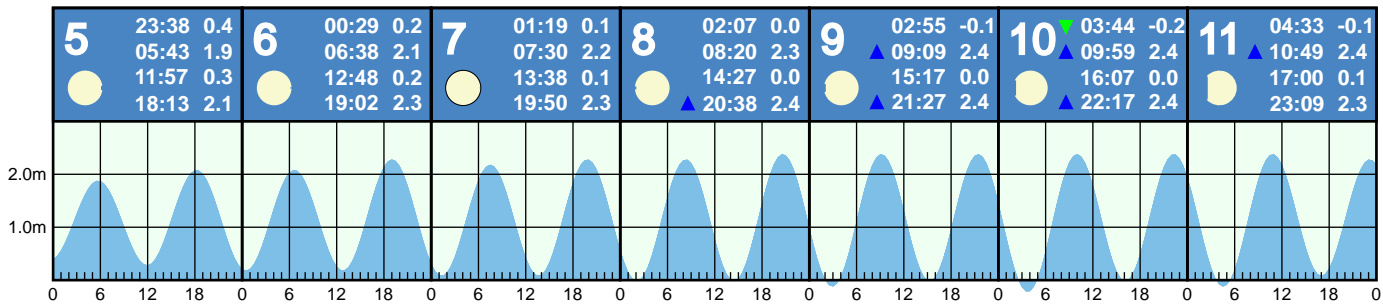 5 23:38 0.4
05:43 1.9
11:57 0.3
18:13 2.1
6 00:29 0.2
06:38 2.1
12:48 0.2
19:02 2.3
7 01:19 0.1
07:30 2.2
13:38 0.1
19:50 2.3
8 02:07 0.0
08:20 2.3
14:27 0.0
▲ 20:38 2.4
9 02:55 -0.1
▲ 09:09 2.4
15:17 0.0
▲ 21:27 2.4
10 ▼ 03:44 -0.2
▲ 09:59 2.4
16:07 0.0
▲ 22:17 2.4
11 04:33 -0.1
▲ 10:49 2.4
17:00 0.1
23:09 2.3
2.0m
1.0m
0 6 12 18 0 6 12 18 0 6 12 18 0 6 12 18 0 6 12 18 0 6 12 18 0 6 12 18 0